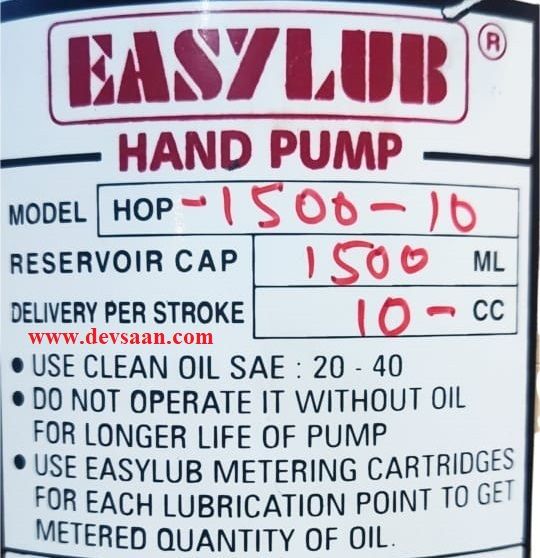 EASYLUB ®
HAND PUMP
MODEL HOP-1500-10
RESERVOIR CAP 1500 ML
DELIVERY PER STROKE 10- CC
www.devsaan.com
• USE CLEAN OIL SAE : 20 - 40
• DO NOT OPERATE IT WITHOUT OIL
FOR LONGER LIFE OF PUMP
• USE EASYLUB METERING CARTRIDGES
FOR EACH LUBRICATION POINT TO GET
METERED QUANTITY OF OIL.